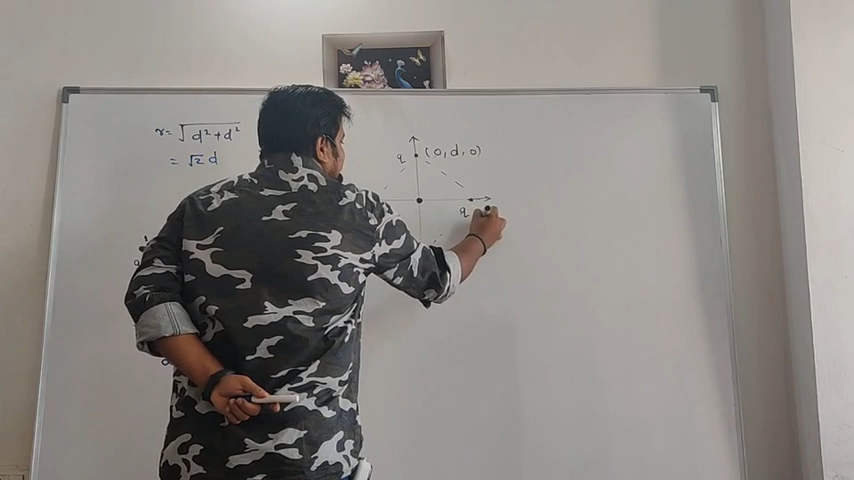 r = √d² + d²
= √2 d
q (0, d, 0)
q